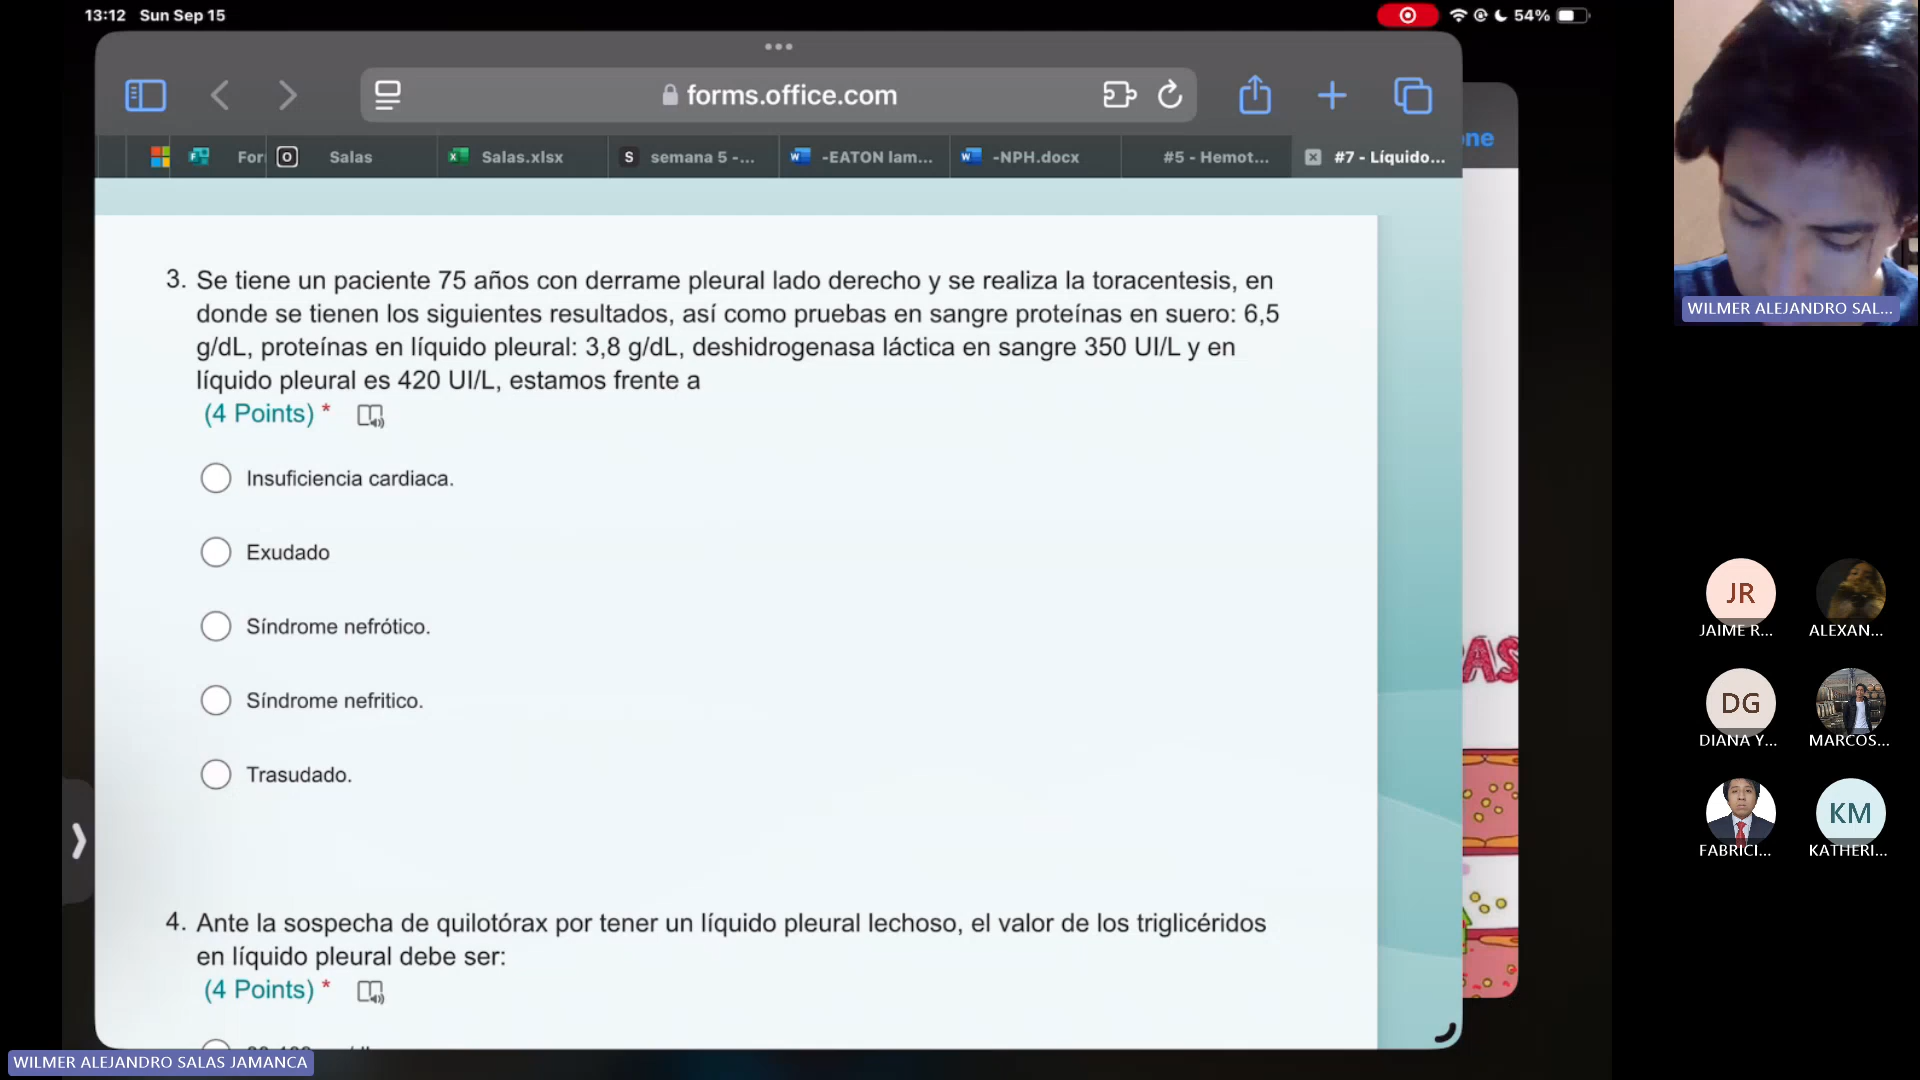 13:12 Sun Sep 15
54%
forms.office.com
For
Salas
Salas.xlsx
semana 5 -...
-EATON lam...
-NPH.docx
#5 - Hemot...
#7 - Líquido...
3. Se tiene un paciente 75 años con derrame pleural lado derecho y se realiza la toracentesis, en
donde se tienen los siguientes resultados, así como pruebas en sangre proteínas en suero: 6,5
g/dL, proteínas en líquido pleural: 3,8 g/dL, deshidrogenasa láctica en sangre 350 UI/L y en
líquido pleural es 420 UI/L, estamos frente a
(4 Points) *
Insuficiencia cardiaca.
Exudado
Síndrome nefrótico.
Síndrome nefritico.
Trasudado.
4. Ante la sospecha de quilotórax por tener un líquido pleural lechoso, el valor de los triglicéridos
en líquido pleural debe ser:
(4 Points) *
WILMER ALEJANDRO SALAS JAMANCA
WILMER ALEJANDRO SAL...
JR
JAIME R...
ALEXAN...
DG
DIANA Y...
MARCOS...
FABRICI...
KM
KATHERI...